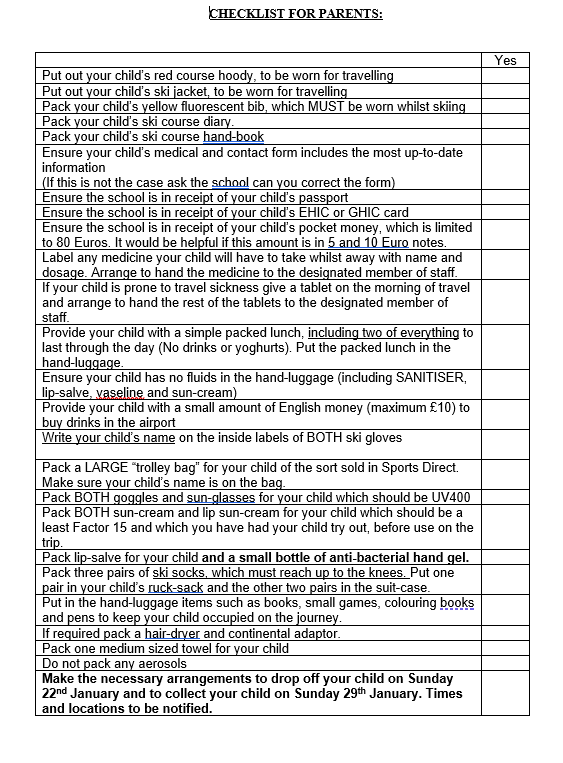 CHECKLIST FOR PARENTS:
Yes
Put out your child's red course hoody, to be worn for travelling
Put out your child's ski jacket, to be worn for travelling
Pack your child's yellow fluorescent bib, which MUST be worn whilst skiing
Pack your child's ski course diary.
Pack your child's ski course hand-book
Ensure your child's medical and contact form includes the most up-to-date
information
(If this is not the case ask the school can you correct the form)
Ensure the school is in receipt of your child's passport
Ensure the school is in receipt of your child's EHIC or GHIC card
Ensure the school is in receipt of your child's pocket money, which is limited
to 80 Euros. It would be helpful if this amount is in 5 and 10 Euro notes.
Label any medicine your child will have to take whilst away with name and
dosage. Arrange to hand the medicine to the designated member of staff.
If your child is prone to travel sickness give a tablet on the morning of travel
and arrange to hand the rest of the tablets to the designated member of
staff.
Provide your child with a simple packed lunch, including two of everything to
last through the day (No drinks or yoghurts). Put the packed lunch in the
hand-luggage.
Ensure your child has no fluids in the hand-luggage (including SANITISER,
lip-salve, vaseline and sun-cream)
Provide your child with a small amount of English money (maximum £10) to
buy drinks in the airport
Write your child's name on the inside labels of BOTH ski gloves
Pack a LARGE "trolley bag" for your child of the sort sold in Sports Direct.
Make sure your child's name is on the bag.
Pack BOTH goggles and sun-glasses for your child which should be UV400
Pack BOTH sun-cream and lip sun-cream for your child which should be a
least Factor 15 and which you have had your child try out, before use on the
trip.
Pack lip-salve for your child and a small bottle of anti-bacterial hand gel.
Pack three pairs of ski socks, which must reach up to the knees. Put one
pair in your child's ruck-sack and the other two pairs in the suit-case.
Put in the hand-luggage items such as books, small games, colouring books
and pens to keep your child occupied on the journey.
If required pack a hair-dryer and continental adaptor.
Pack one medium sized towel for your child
Do not pack any aerosols
Make the necessary arrangements to drop off your child on Sunday
22nd January and to collect your child on Sunday 29th January. Times
and locations to be notified.